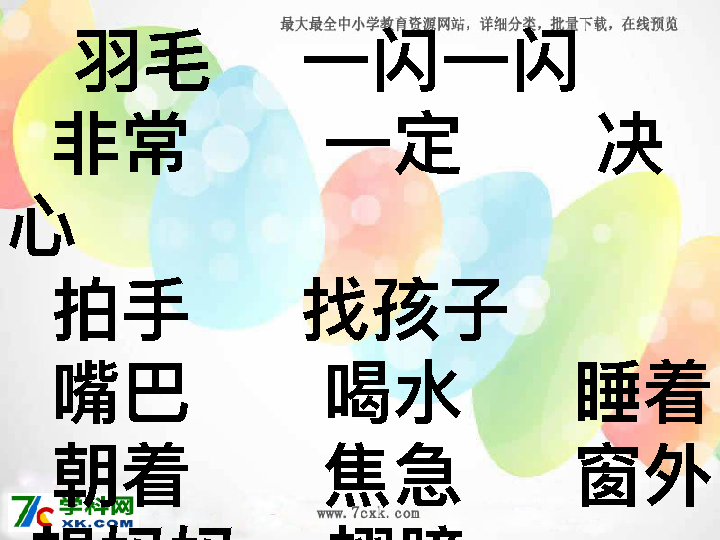 最大最全中小学教育资源网站，详细分类，批量下载，在线预览
羽毛 一闪一闪
非常 一定 决
心
拍手 找孩子
嘴巴 喝水 睡着
朝着 焦急 窗外
学科网
XK.COM
www.7cxk.com